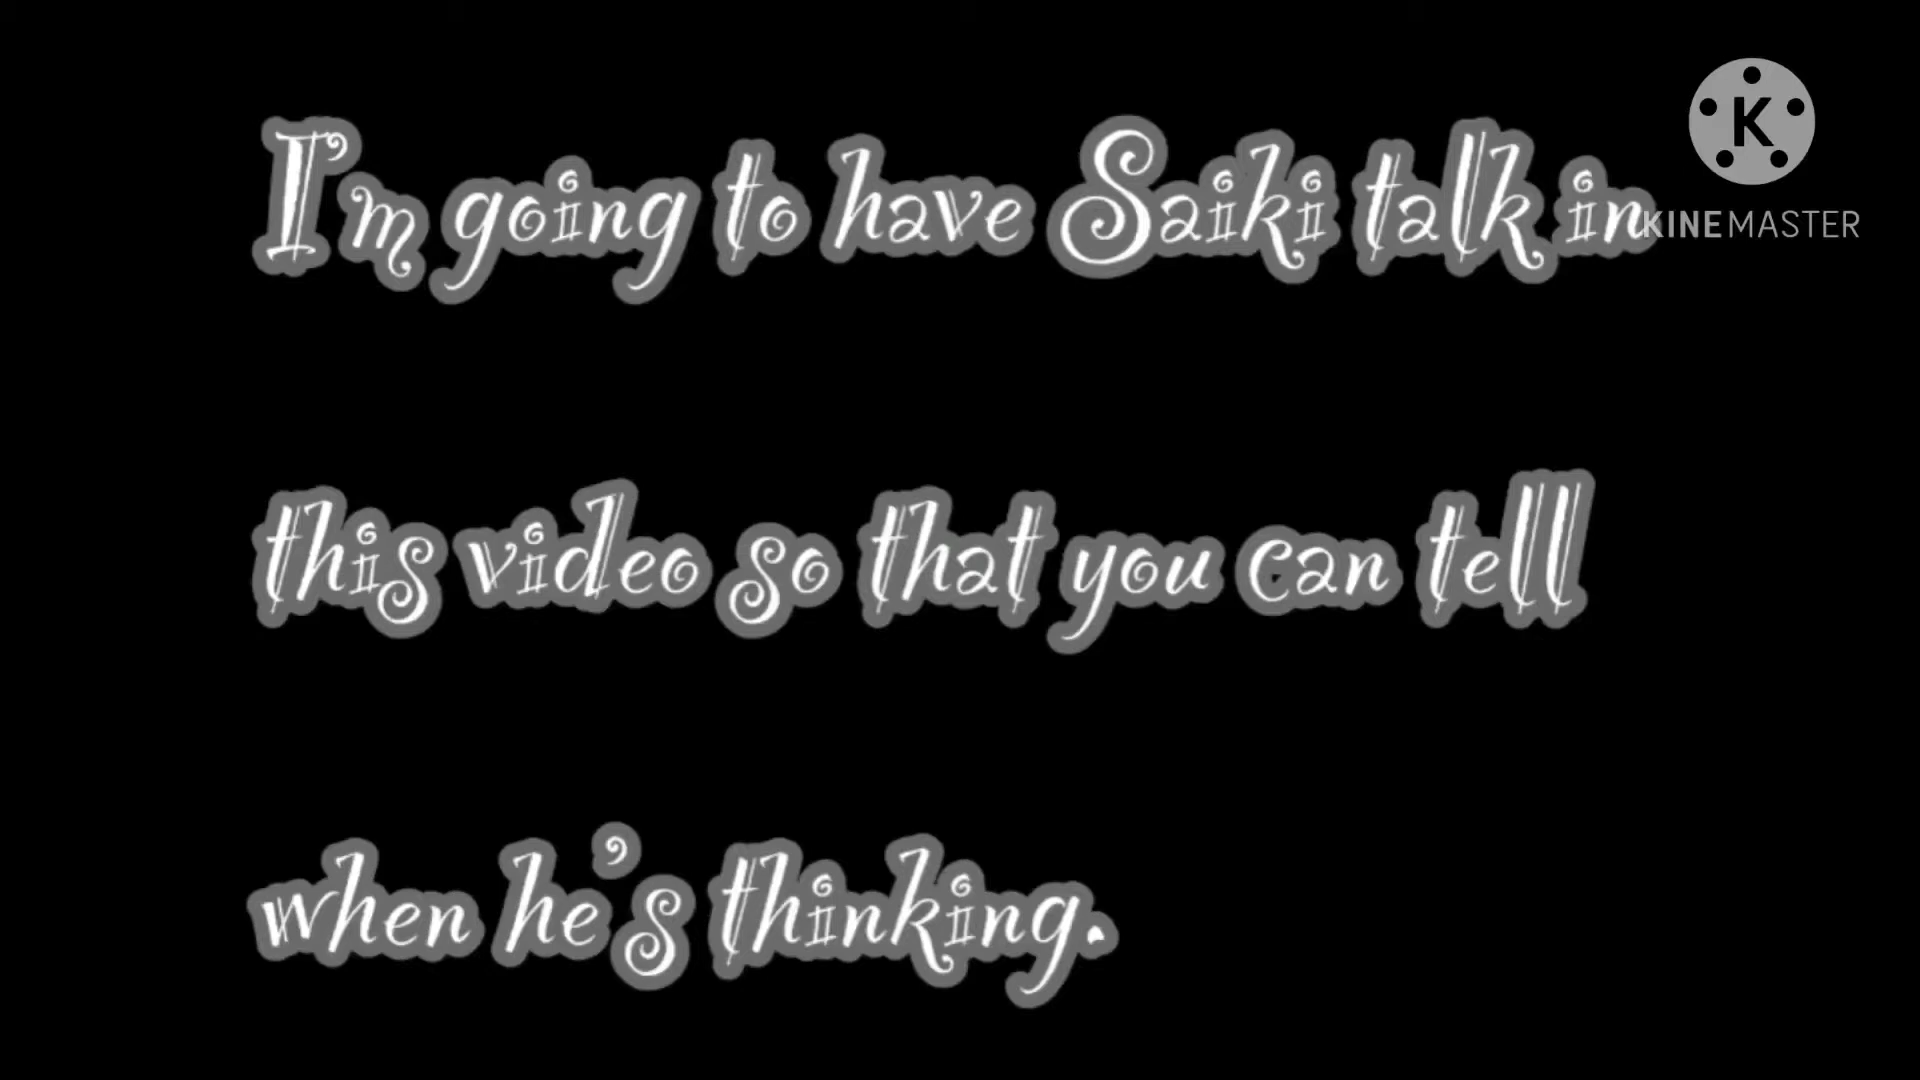 I'm going to have Saiki talk in
K
KINEMASTER
this video so that you can tell
when he's thinking.